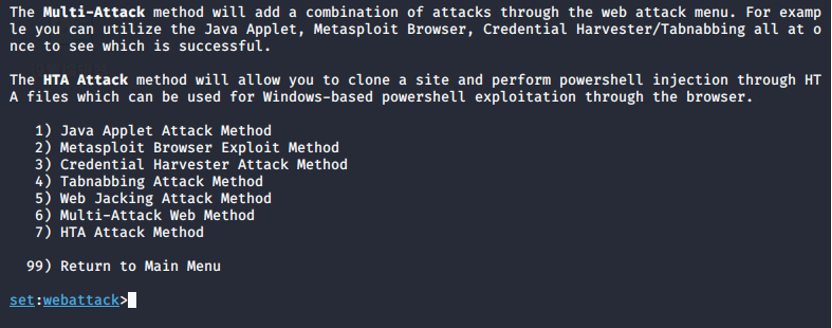 The Multi-Attack method will add a combination of attacks through the web attack menu. For examp
le you can utilize the Java Applet, Metasploit Browser, Credential Harvester/Tabnabbing all at o
nce to see which is successful.
The HTA Attack method will allow you to clone a site and perform powershell injection through HT
A files which can be used for Windows-based powershell exploitation through the browser.
1) Java Applet Attack Method
2) Metasploit Browser Exploit Method
3) Credential Harvester Attack Method
4) Tabnabbing Attack Method
5) Web Jacking Attack Method
6) Multi-Attack Web Method
7) HTA Attack Method
99) Return to Main Menu
set:webattack>